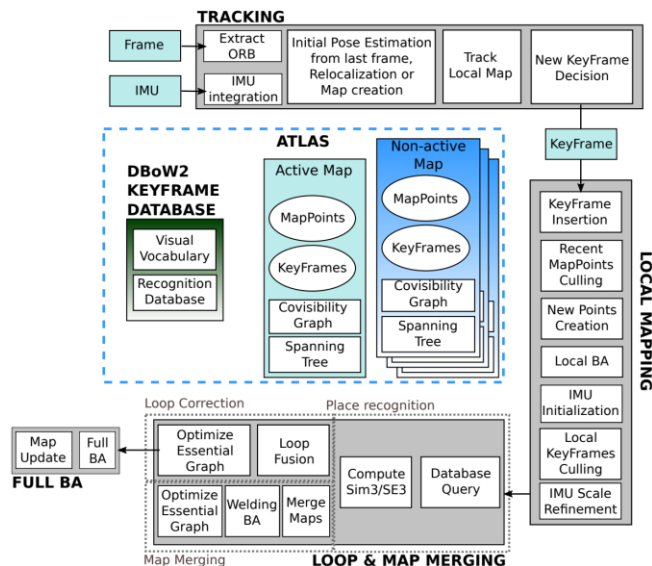 TRACKING
Frame
IMU
Extract
ORB
IMU
integration
Initial Pose Estimation
from last frame,
Relocalization or
Map creation
Track
Local Map
New KeyFrame
Decision
KeyFrame
ATLAS
DBoW2
KEYFRAME
DATABASE
Visual
Vocabulary
Recognition
Database
Active Map
MapPoints
KeyFrames
Covisibility
Graph
Spanning
Tree
Non-active
Map
MapPoints
KeyFrames
Covisibility
Graph
Spanning
Tree
LOCAL MAPPING
KeyFrame
Insertion
Recent
MapPoints
Culling
New Points
Creation
Local BA
IMU
Initialization
Local
KeyFrames
Culling
IMU Scale
Refinement
Loop Correction
Place recognition
Map
Update
Full
BA
FULL BA
Optimize
Essential
Graph
Loop
Fusion
Compute
Sim3/SE3
Database
Query
Optimize
Essential
Graph
Welding
BA
Merge
Maps
Map Merging
LOOP & MAP MERGING